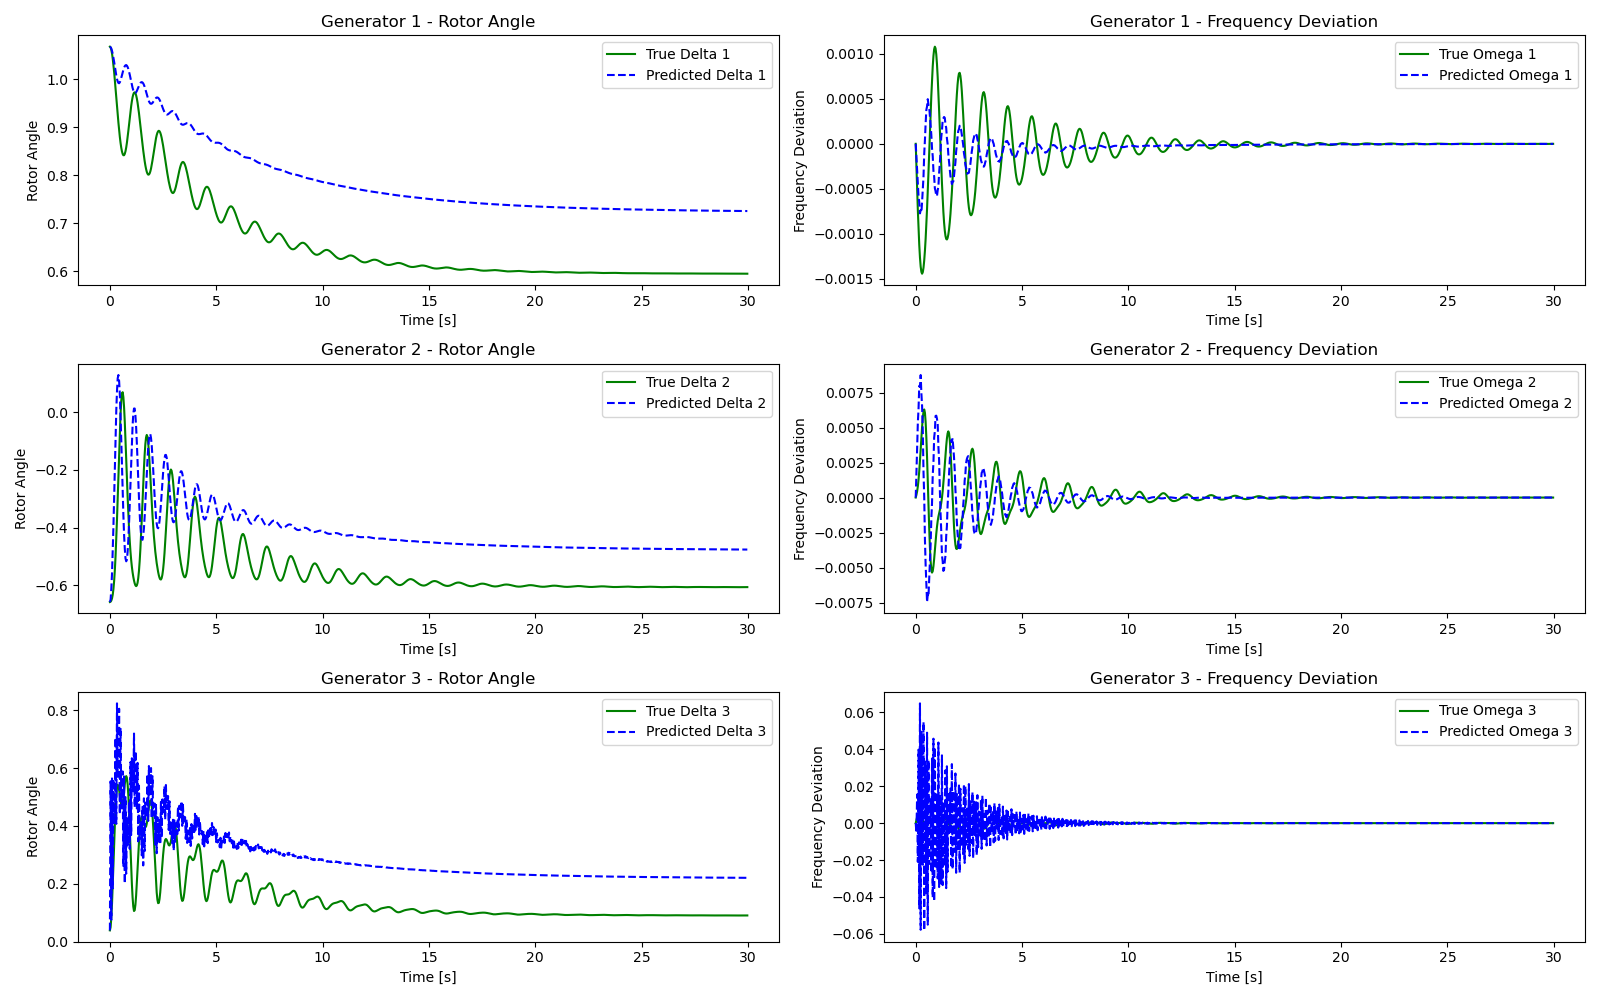 Generator 1 - Rotor Angle
Rotor Angle
1.0
0.9
0.8
0.7
0.6
True Delta 1
Predicted Delta 1
0 5 10 15 20 25 30
Time [s]
Generator 1 - Frequency Deviation
Frequency Deviation
0.0010
0.0005
0.0000
−0.0005
−0.0010
−0.0015
True Omega 1
Predicted Omega 1
0 5 10 15 20 25 30
Time [s]
Generator 2 - Rotor Angle
Rotor Angle
0.0
−0.2
−0.4
−0.6
True Delta 2
Predicted Delta 2
0 5 10 15 20 25 30
Time [s]
Generator 2 - Frequency Deviation
Frequency Deviation
0.0075
0.0050
0.0025
0.0000
−0.0025
−0.0050
−0.0075
True Omega 2
Predicted Omega 2
0 5 10 15 20 25 30
Time [s]
Generator 3 - Rotor Angle
Rotor Angle
0.8
0.6
0.4
0.2
0.0
True Delta 3
Predicted Delta 3
0 5 10 15 20 25 30
Time [s]
Generator 3 - Frequency Deviation
Frequency Deviation
0.06
0.04
0.02
0.00
−0.02
−0.04
−0.06
True Omega 3
Predicted Omega 3
0 5 10 15 20 25 30
Time [s]